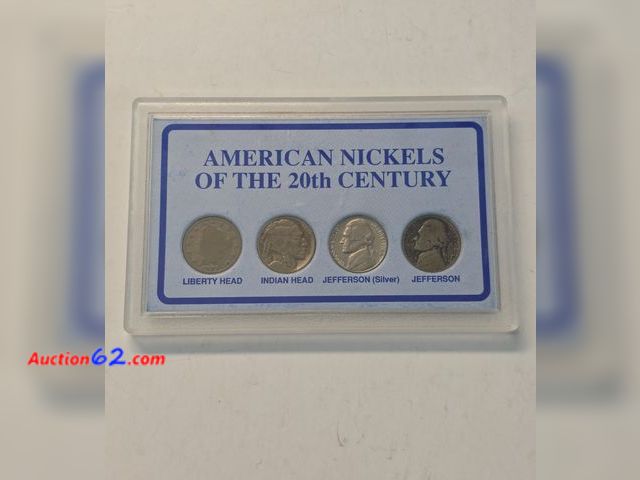 AMERICAN NICKELS
OF THE 20th CENTURY
LIBERTY HEAD INDIAN HEAD JEFFERSON (Silver) JEFFERSON
Auction62.com